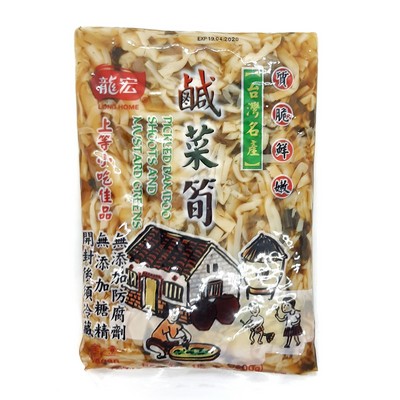 EXP 19/04/2020
龍宏
LONG HOME
鹹菜筍
PICKLED BAMBOO
SHOOTS AND
MUSTARD GREENS
【台灣名産】
質脆鮮嫩
上等小吃佳品
無添加防腐劑
無添加糖精
開封後須冷藏